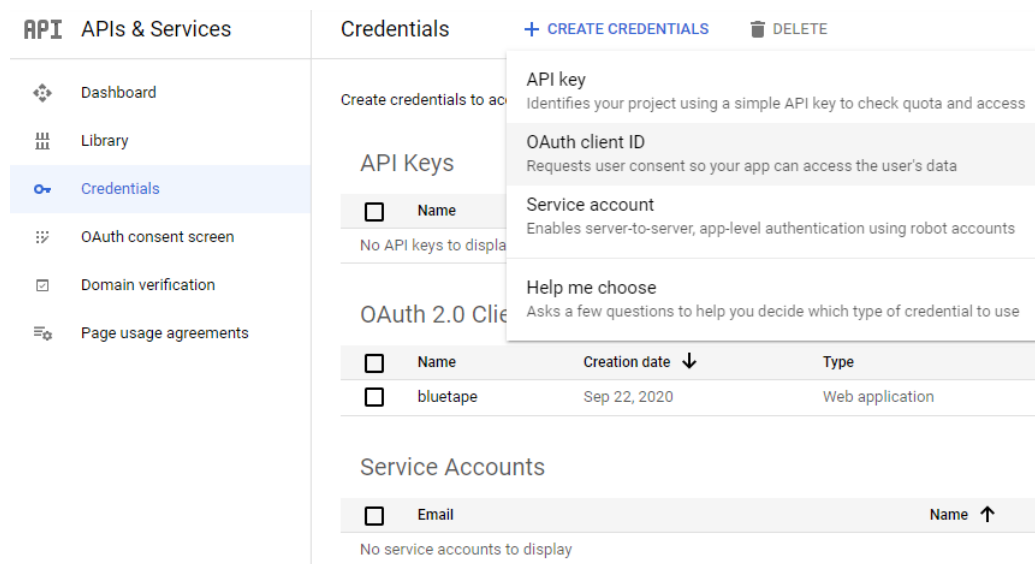 API APIs & Services
Credentials
+ CREATE CREDENTIALS
DELETE
Dashboard
Library
Credentials
OAuth consent screen
Domain verification
Page usage agreements
Create credentials to
API key
Identifies your project using a simple API key to check quota and access
OAuth client ID
Requests user consent so your app can access the user's data
Service account
Enables server-to-server, app-level authentication using robot accounts
Help me choose
Asks a few questions to help you decide which type of credential to use
API Keys
Name
No API keys to displa
OAuth 2.0 Clie
Name Creation date Type
bluetape Sep 22, 2020 Web application
Service Accounts
Email Name
No service accounts to display